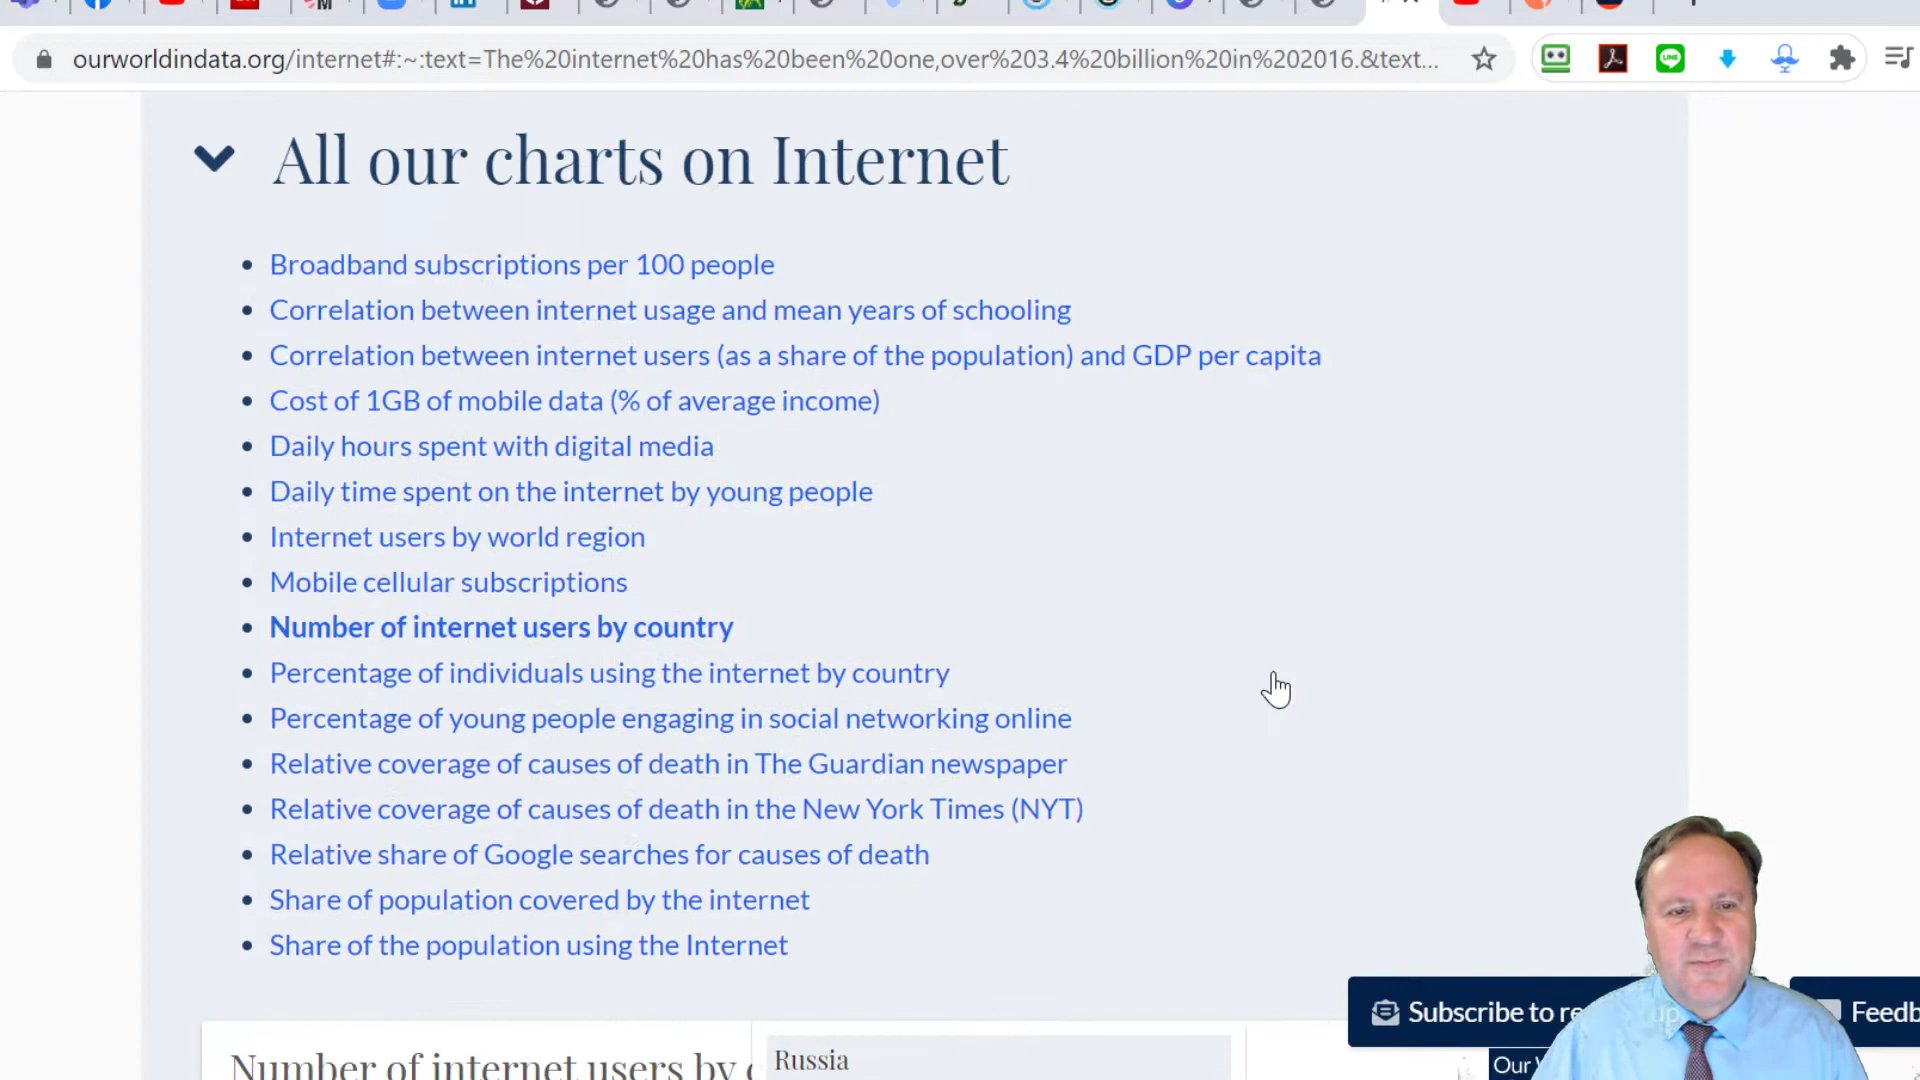 ourworldindata.org/internet#:~:text=The%20internet%20has%20been%20one,over%203.4%20billion%20in%202016.&text...
All our charts on Internet
Broadband subscriptions per 100 people
Correlation between internet usage and mean years of schooling
Correlation between internet users (as a share of the population) and GDP per capita
Cost of 1GB of mobile data (% of average income)
Daily hours spent with digital media
Daily time spent on the internet by young people
Internet users by world region
Mobile cellular subscriptions
Number of internet users by country
Percentage of individuals using the internet by country
Percentage of young people engaging in social networking online
Relative coverage of causes of death in The Guardian newspaper
Relative coverage of causes of death in the New York Times (NYT)
Relative share of Google searches for causes of death
Share of population covered by the internet
Share of the population using the Internet
Subscribe to re
Feedb
Number of internet users by c
Russia
Our